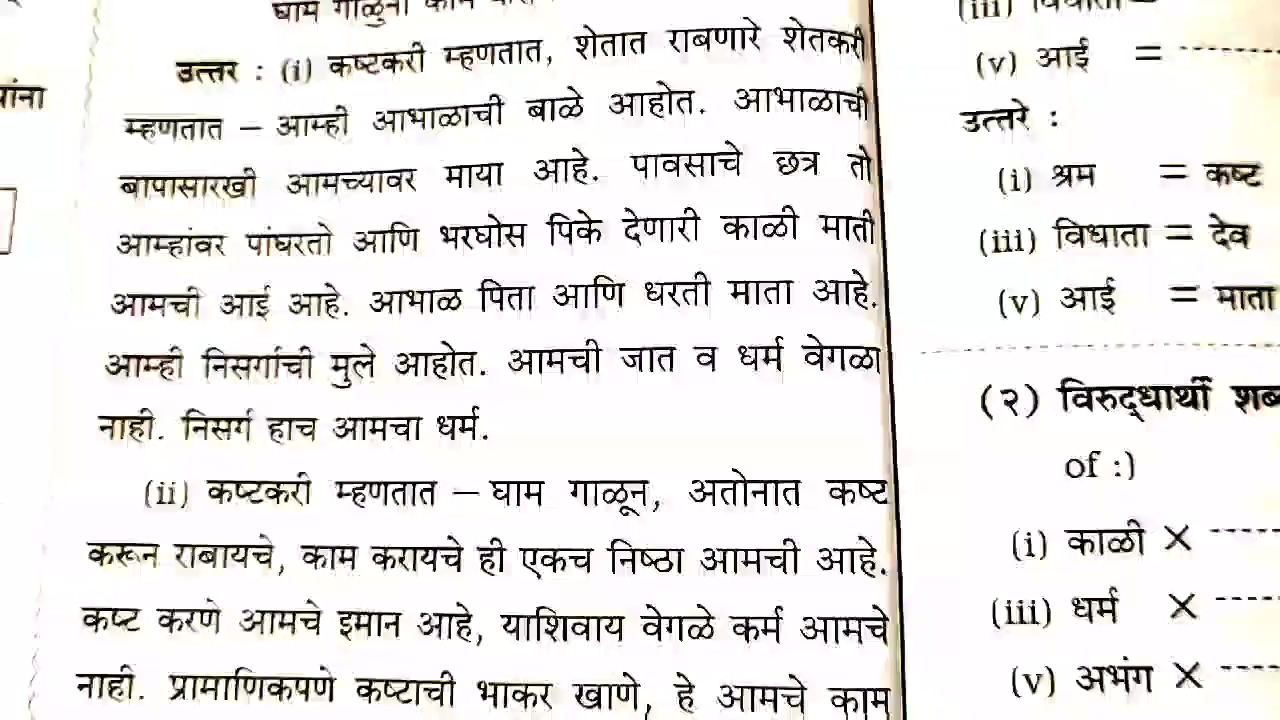 घाम गाळुना काम
उत्तर : (i) कष्टकरी म्हणतात, शेतात राबणारे शेतकरी
म्हणतात – आम्ही आभाळाची बाळे आहोत. आभाळाची
बापासारखी आमच्यावर माया आहे. पावसाचे छत्र तो
आम्हांवर पांघरतो आणि भरघोस पिके देणारी काळी माती
आमची आई आहे. आभाळ पिता आणि धरती माता आहे.
आम्ही निसर्गाची मुले आहोत. आमची जात व धर्म वेगळा
नाही. निसर्ग हाच आमचा धर्म.
(ii) कष्टकरी म्हणतात – घाम गाळून, अतोनात कष्ट
करून राबायचे, काम करायचे ही एकच निष्ठा आमची आहे.
कष्ट करणे आमचे इमान आहे, याशिवाय वेगळे कर्म आमचे
नाही. प्रामाणिकपणे कष्टाची भाकर खाणे, हे आमचे काम
(iii) विधाता =
(v) आई = --------
उत्तरे :
(i) श्रम = कष्ट
(iii) विधाता = देव
(v) आई = माता
(२) विरुद्धार्थी
of :)
(i) काळी × -----
(iii) धर्म × -----
(v) अभंग × ----